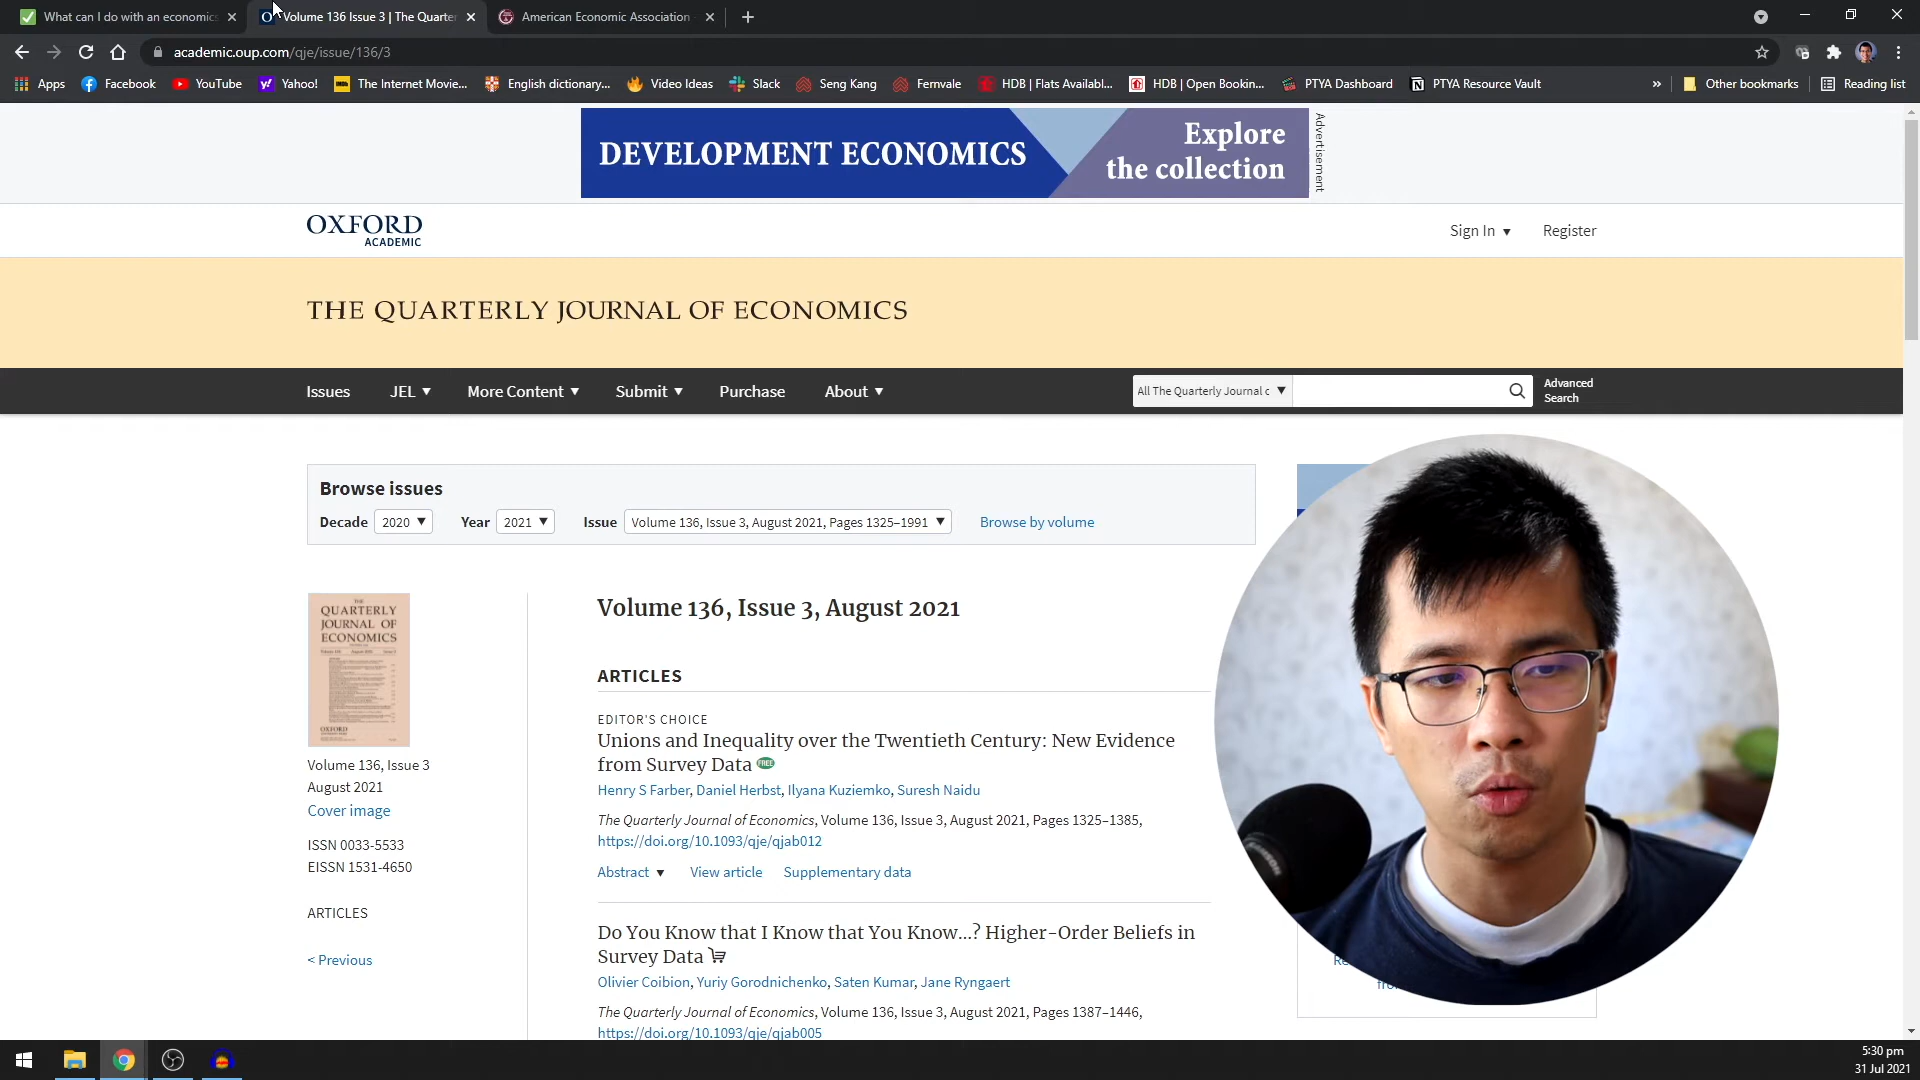 What can I do with an economics
Volume 136 Issue 3 | The Quarter
American Economic Association
academic.oup.com/qje/issue/136/3
Apps
Facebook
YouTube
Yahoo!
The Internet Movie...
English dictionary...
Video Ideas
Slack
Seng Kang
Fernvale
HDB | Flats Availabl...
HDB | Open Bookin...
PTYA Dashboard
PTYA Resource Vault
»
Other bookmarks
Reading list
DEVELOPMENT ECONOMICS
Explore
the collection
Advertisement
OXFORD
ACADEMIC
Sign In
Register
THE QUARTERLY JOURNAL OF ECONOMICS
Issues
JEL
More Content
Submit
Purchase
About
All The Quarterly Journal c
Advanced
Search
Browse issues
Decade 2020 Year 2021 Issue Volume 136, Issue 3, August 2021, Pages 1325–1991 Browse by volume
THE
QUARTERLY
JOURNAL OF
ECONOMICS
OXFORD
Volume 136, Issue 3
August 2021
Cover image
ISSN 0033-5533
EISSN 1531-4650
ARTICLES
< Previous
Volume 136, Issue 3, August 2021
ARTICLES
EDITOR'S CHOICE
Unions and Inequality over the Twentieth Century: New Evidence
from Survey Data FREE
Henry S Farber, Daniel Herbst, Ilyana Kuziemko, Suresh Naidu
The Quarterly Journal of Economics, Volume 136, Issue 3, August 2021, Pages 1325–1385,
https://doi.org/10.1093/qje/qjab012
Abstract View article Supplementary data
Do You Know that I Know that You Know…? Higher-Order Beliefs in
Survey Data
Olivier Coibion, Yuriy Gorodnichenko, Saten Kumar, Jane Ryngaert
The Quarterly Journal of Economics, Volume 136, Issue 3, August 2021, Pages 1387–1446,
https://doi.org/10.1093/qje/qjab005
5:30 pm
31 Jul 2021